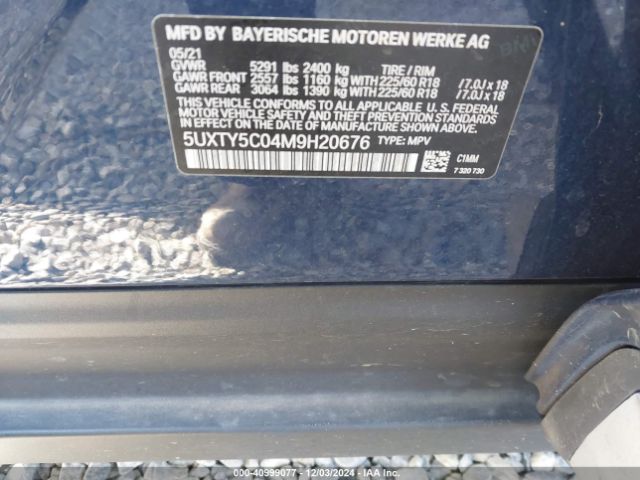 MFD BY BAYERISCHE MOTOREN WERKE AG
05/21
GVWR 5291 lbs 2400 kg TIRE / RIM
GAWR FRONT 2557 lbs 1160 kg WITH 225/60 R18 / 7.0J x 18
GAWR REAR 3064 lbs 1390 kg WITH 225/60 R18 / 7.0J x 18
THIS VEHICLE CONFORMS TO ALL APPLICABLE U. S. FEDERAL
MOTOR VEHICLE SAFETY AND THEFT PREVENTION STANDARDS
IN EFFECT ON THE DATE OF MANUFACTURE SHOWN ABOVE.
5UXTY5C04M9H20676 TYPE: MPV
C1MM
7 320 730
000-40999077 - 12/03/2024 - IAA Inc.